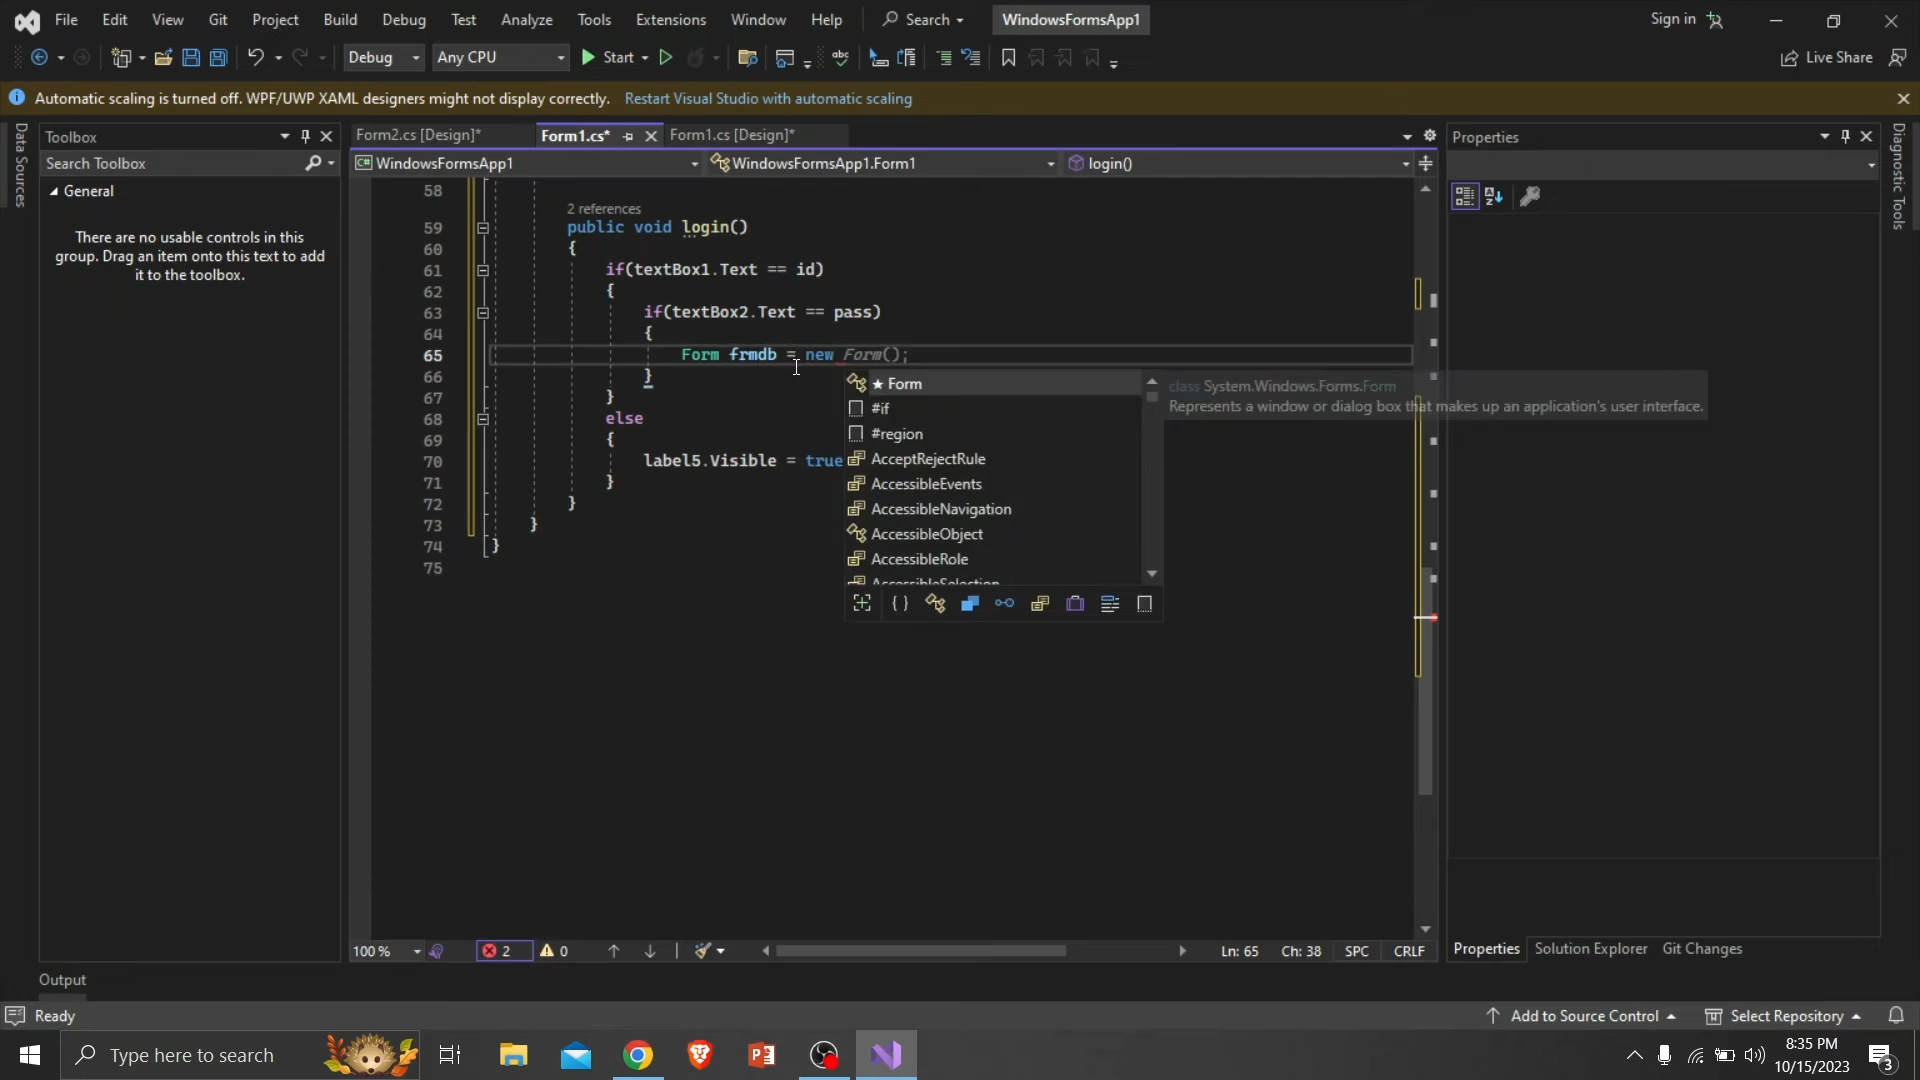 File Edit View Git Project Build Debug Test Analyze Tools Extensions Window Help Search WindowsFormsApp1 Sign in
Debug Any CPU Start abc Live Share
Automatic scaling is turned off. WPF/UWP XAML designers might not display correctly. Restart Visual Studio with automatic scaling
Data Sources
Toolbox
Search Toolbox
General
There are no usable controls in this
group. Drag an item onto this text to add
it to the toolbox.
Form2.cs [Design]* Form1.cs* Form1.cs [Design]*
C# WindowsFormsApp1 WindowsFormsApp1.Form1 login()
58
2 references
59 public void login()
60 {
61 if(textBox1.Text == id)
62 {
63 if(textBox2.Text == pass)
64 {
65 Form frmdb = new Form();
66 }
67 }
68 else
69 {
70 label5.Visible = true
71 }
72 }
73 }
74 }
75
★ Form
#if
#region
AcceptRejectRule
AccessibleEvents
AccessibleNavigation
AccessibleObject
AccessibleRole
AccessibleSelection
{ }
class System.Windows.Forms.Form
Represents a window or dialog box that makes up an application's user interface.
Properties
Diagnostic Tools
100 % 2 0 Ln: 65 Ch: 38 SPC CRLF
Properties Solution Explorer Git Changes
Output
Ready Add to Source Control Select Repository
Type here to search
8:35 PM
10/15/2023
3